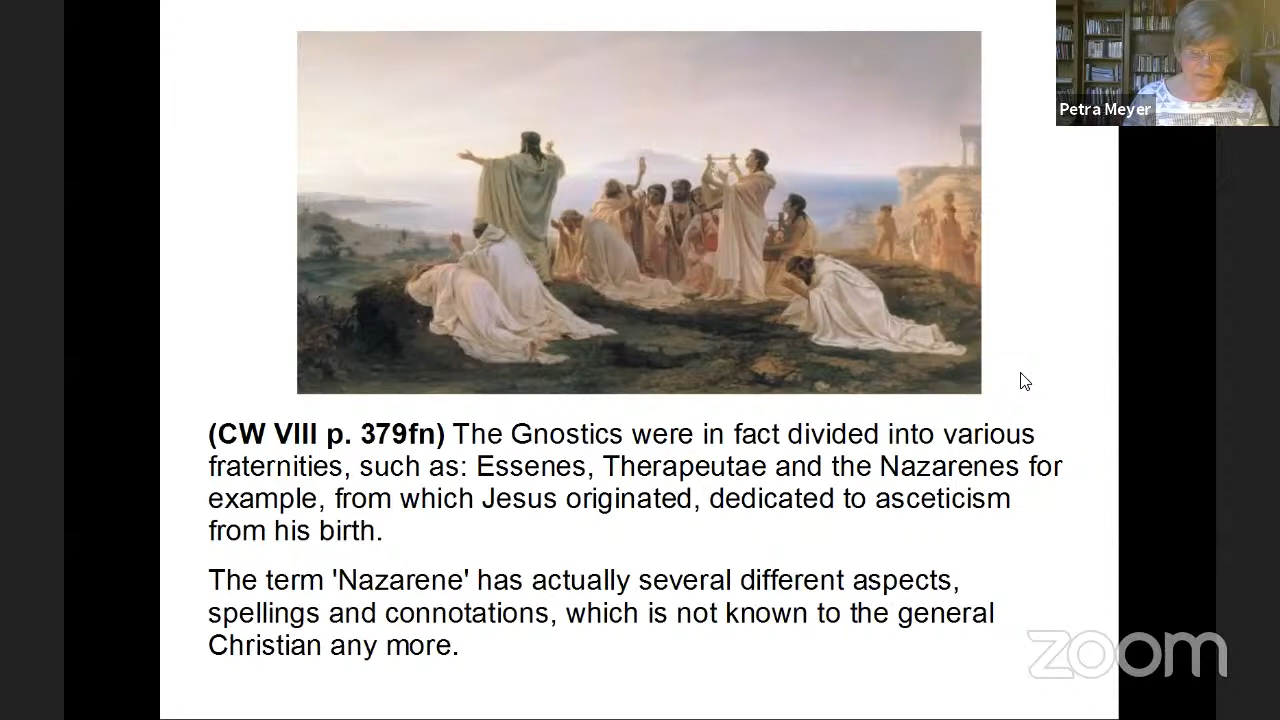 Petra Meyer
(CW VIII p. 379fn) The Gnostics were in fact divided into various
fraternities, such as: Essenes, Therapeutae and the Nazarenes for
example, from which Jesus originated, dedicated to asceticism
from his birth.
The term 'Nazarene' has actually several different aspects,
spellings and connotations, which is not known to the general
Christian any more.
zoom